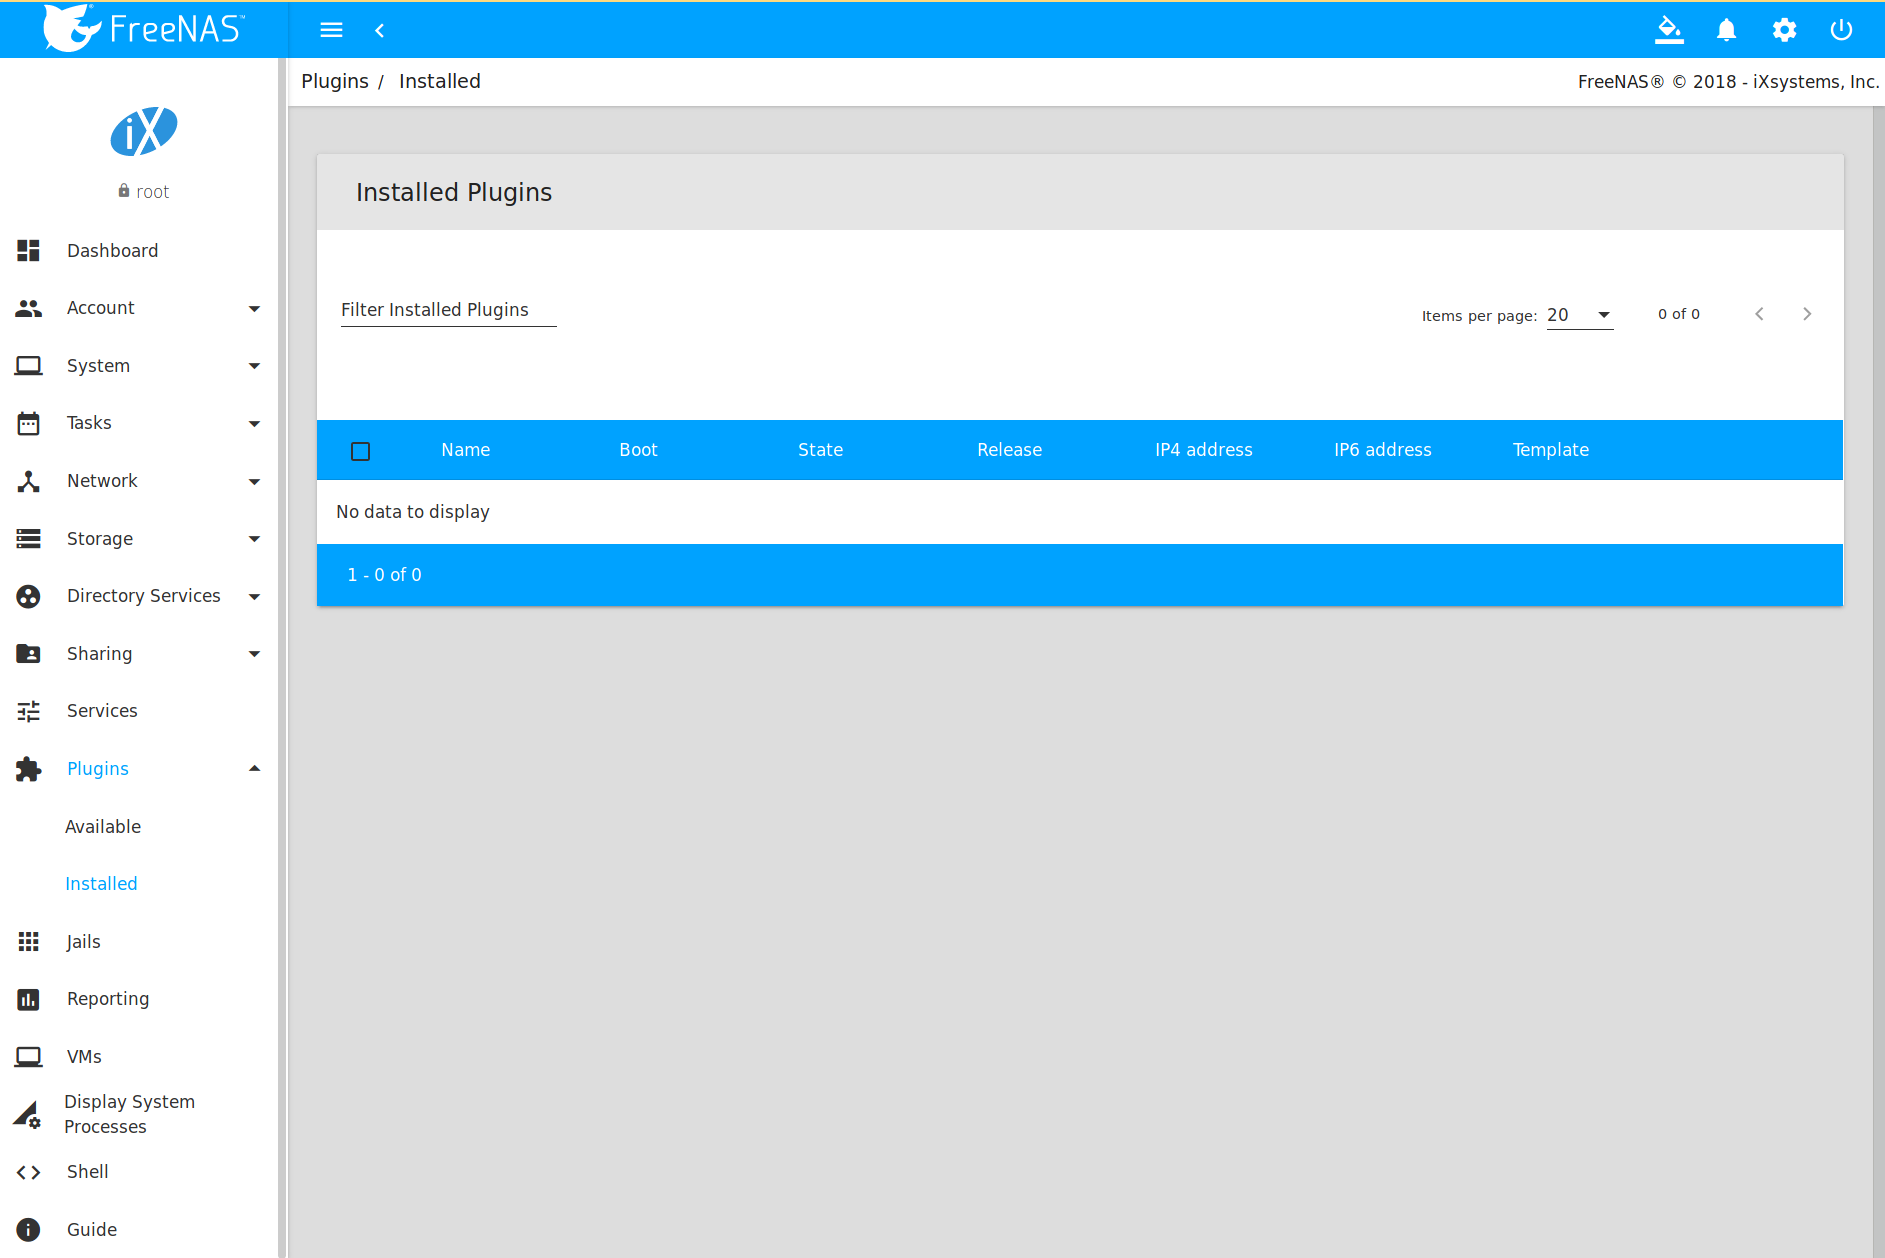 FreeNAS™
Plugins / Installed
FreeNAS® © 2018 - iXsystems, Inc.
iX
root
Dashboard
Account
System
Tasks
Network
Storage
Directory Services
Sharing
Services
Plugins
Available
Installed
Jails
Reporting
VMs
Display System
Processes
Shell
Guide
Installed Plugins
Filter Installed Plugins
Items per page: 20 0 of 0
Name Boot State Release IP4 address IP6 address Template
No data to display
1 - 0 of 0